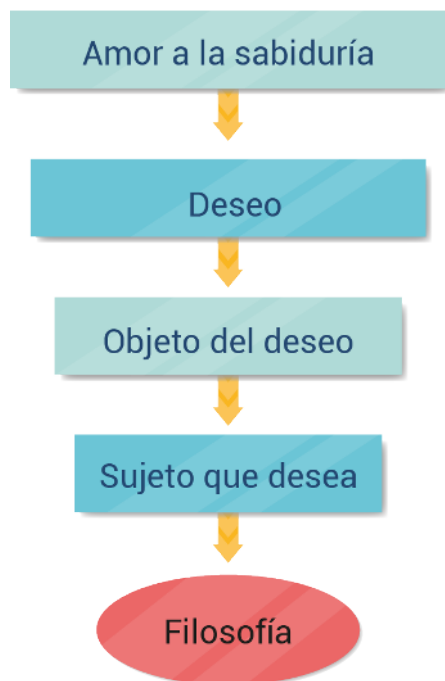 Amor a la sabiduría
Deseo
Objeto del deseo
Sujeto que desea
Filosofía